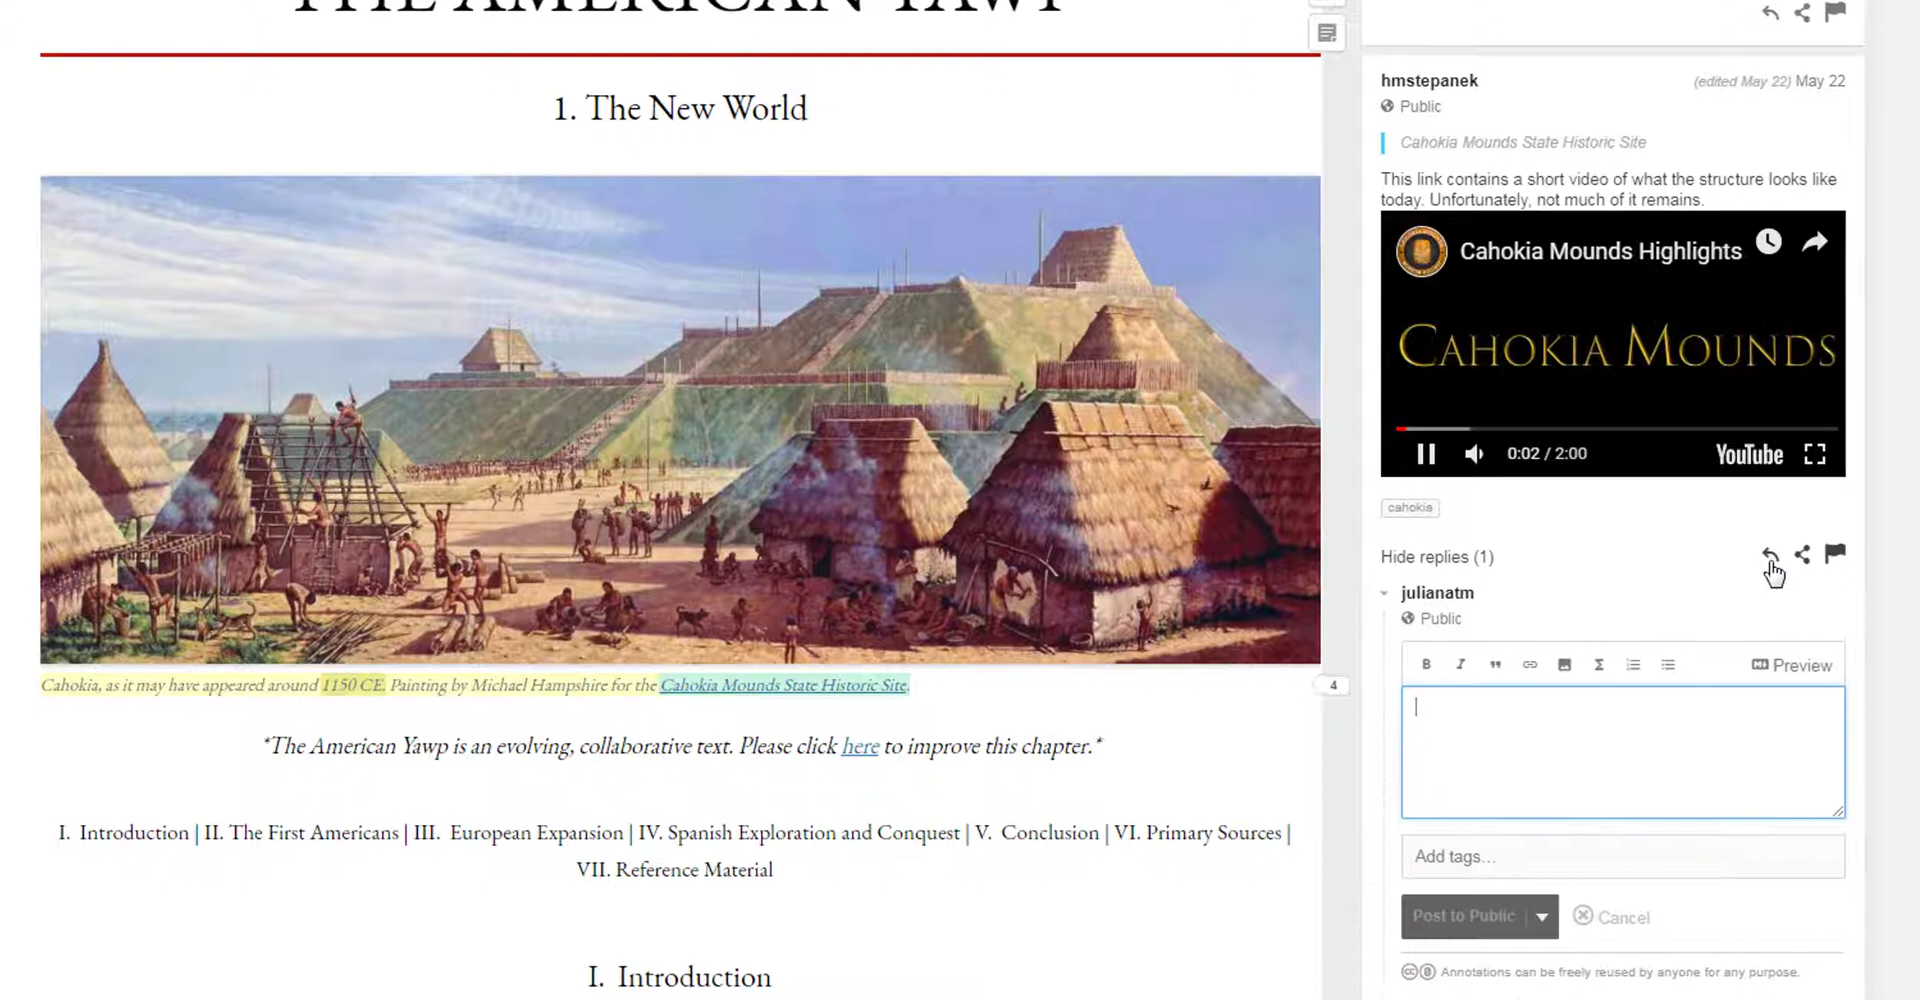 THE AMERICAN YAWP
1. The New World
Cahokia, as it may have appeared around 1150 CE. Painting by Michael Hampshire for the Cahokia Mounds State Historic Site.
4
*The American Yawp is an evolving, collaborative text. Please click here to improve this chapter.*
I. Introduction | II. The First Americans | III. European Expansion | IV. Spanish Exploration and Conquest | V. Conclusion | VI. Primary Sources |
VII. Reference Material
I. Introduction
hmstepanek
(edited May 22) May 22
Public
Cahokia Mounds State Historic Site
This link contains a short video of what the structure looks like
today. Unfortunately, not much of it remains.
Cahokia Mounds Highlights
CAHOKIA MOUNDS
0:02 / 2:00
YouTube
cahokia
Hide replies (1)
julianatm
Public
B I
Preview
Add tags...
Post to Public
Cancel
Annotations can be freely reused by anyone for any purpose.